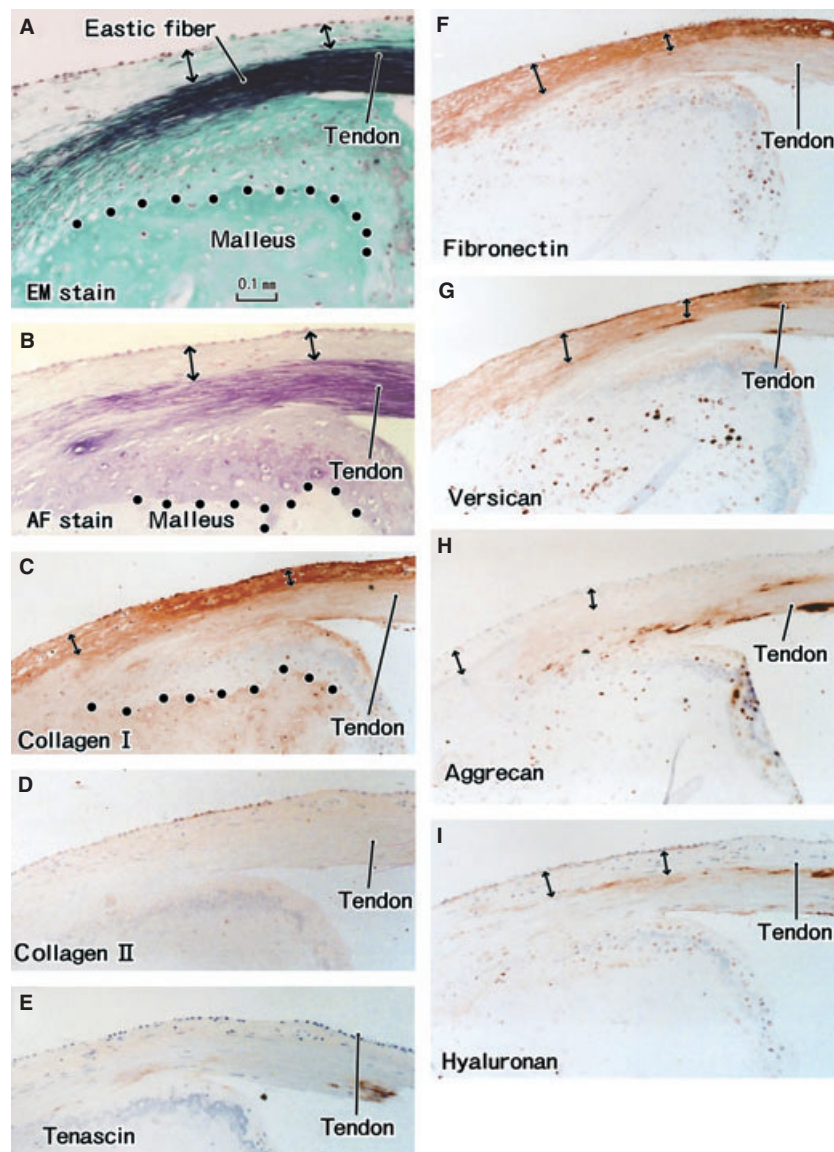 A
Eastic fiber
Tendon
Malleus
0.1 mm
EM stain
B
Tendon
AF stain
Malleus
C
Collagen I
Tendon
D
Tendon
Collagen II
E
Tenascin
Tendon
F
Tendon
Fibronectin
G
Tendon
Versican
H
Tendon
Aggrecan
I
Tendon
Hyaluronan